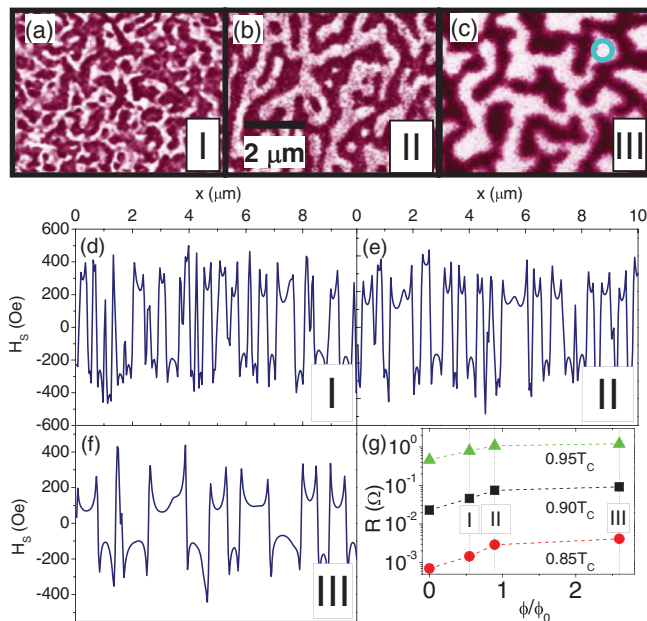 (a) (b) (c)
2 μm
I II III
x (μm) x (μm)
0 2 4 6 8 0 2 4 6 8 10
600
400
200
0
-200
-400
-600
H_S (Oe)
(d)
I
(e)
II
400
200
0
-200
-400
H_S (Oe)
(f)
III
(g)
10^0
10^-1
10^-2
10^-3
R (Ω)
0.95T_C
0.90T_C
0.85T_C
I II III
0 1 2
ϕ/ϕ_0